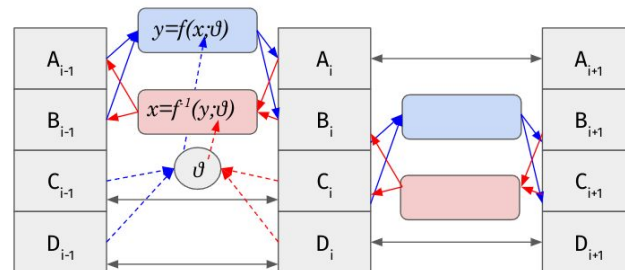 y=f(x;ϑ)
A_{i-1} A_i A_{i+1}
x=f^{-1}(y;ϑ)
B_{i-1} B_i B_{i+1}
ϑ
C_{i-1} C_i C_{i+1}
D_{i-1} D_i D_{i+1}